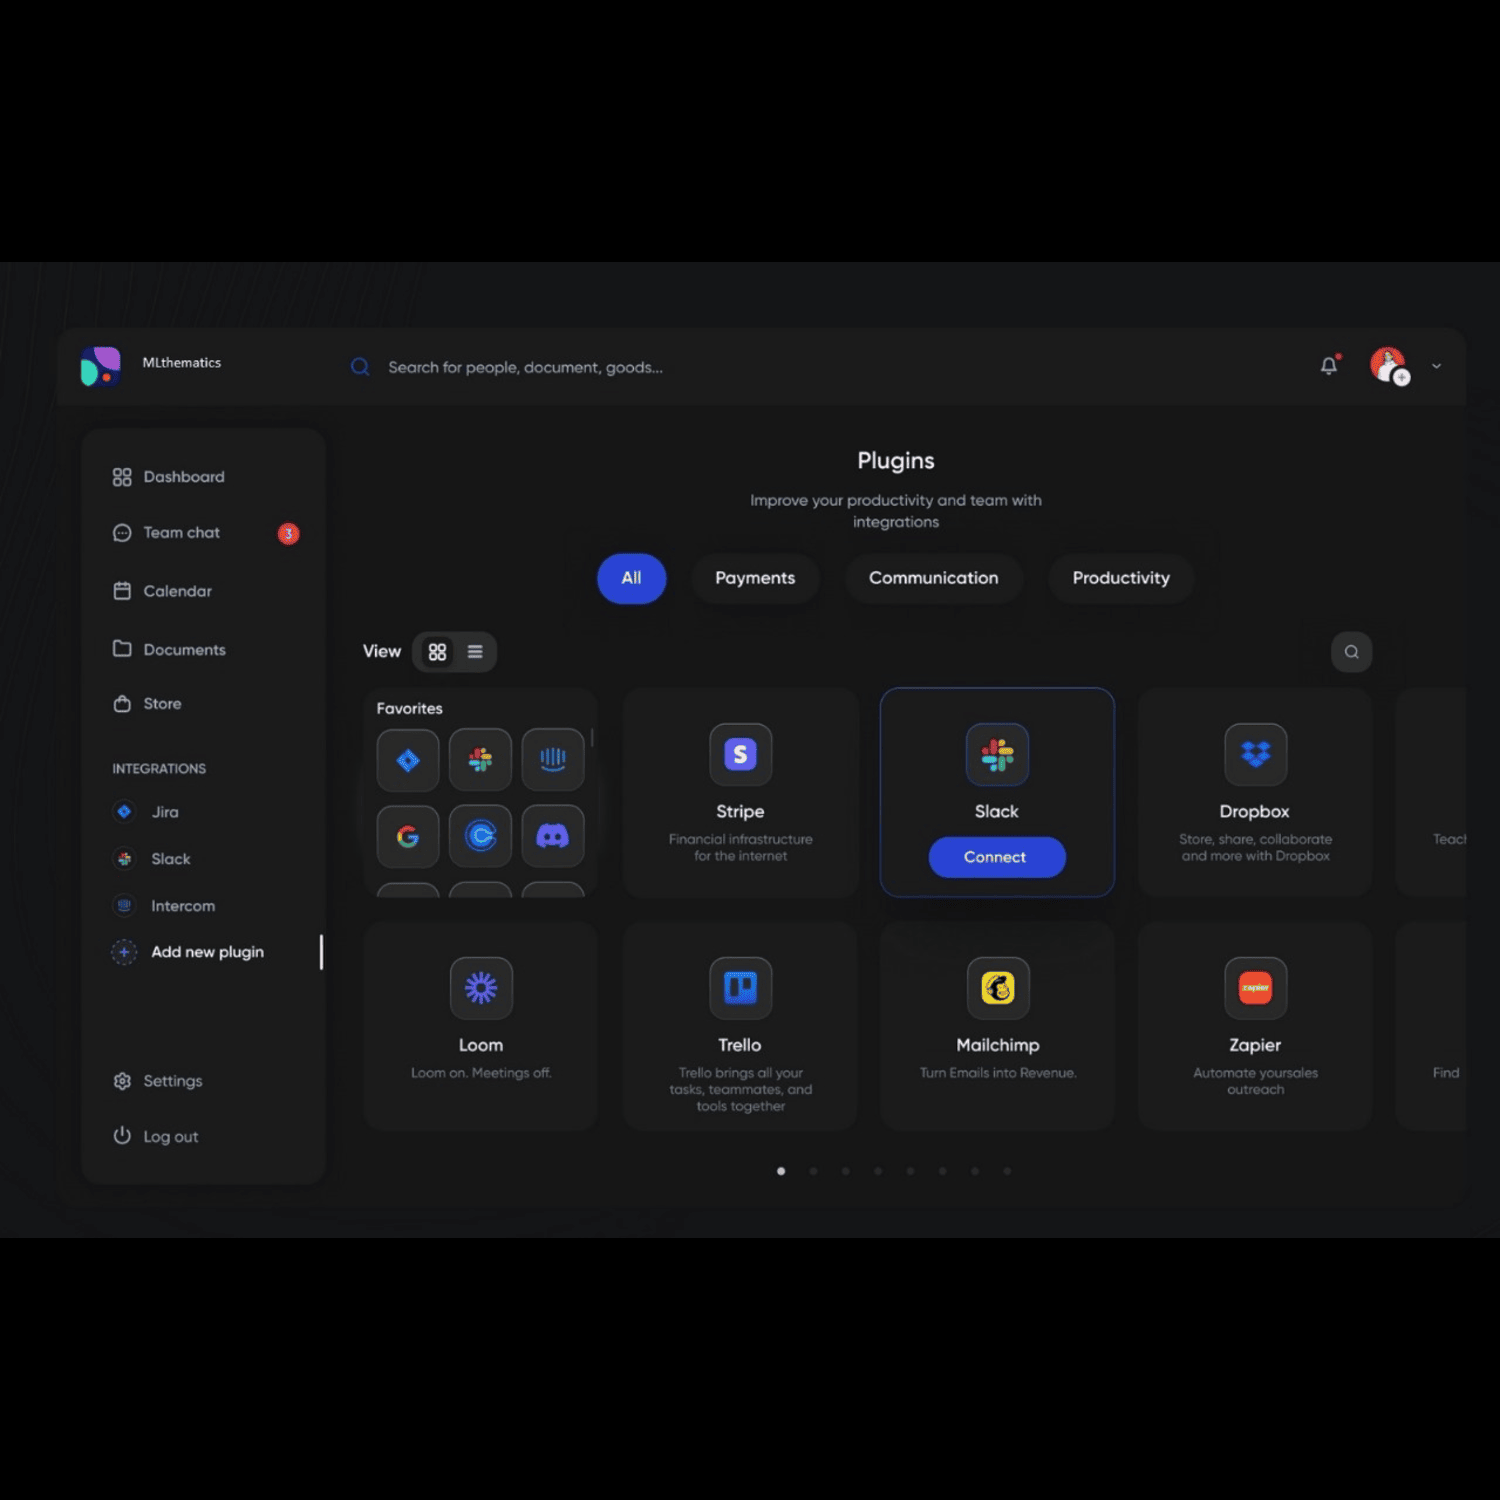 MLthematics
Search for people, document, goods...
Dashboard
Team chat
3
Calendar
Documents
Store
INTEGRATIONS
Jira
Slack
Intercom
Add new plugin
Settings
Log out
Plugins
Improve your productivity and team with
integrations
All
Payments
Communication
Productivity
View
Favorites
G
C
S
Stripe
Financial infrastructure
for the internet
Slack
Connect
Dropbox
Store, share, collaborate
and more with Dropbox
Teach
Loom
Loom on. Meetings off.
Trello
Trello brings all your
tasks, teammates, and
tools together
Mailchimp
Turn Emails into Revenue.
zapier
Zapier
Automate yoursales
outreach
Find